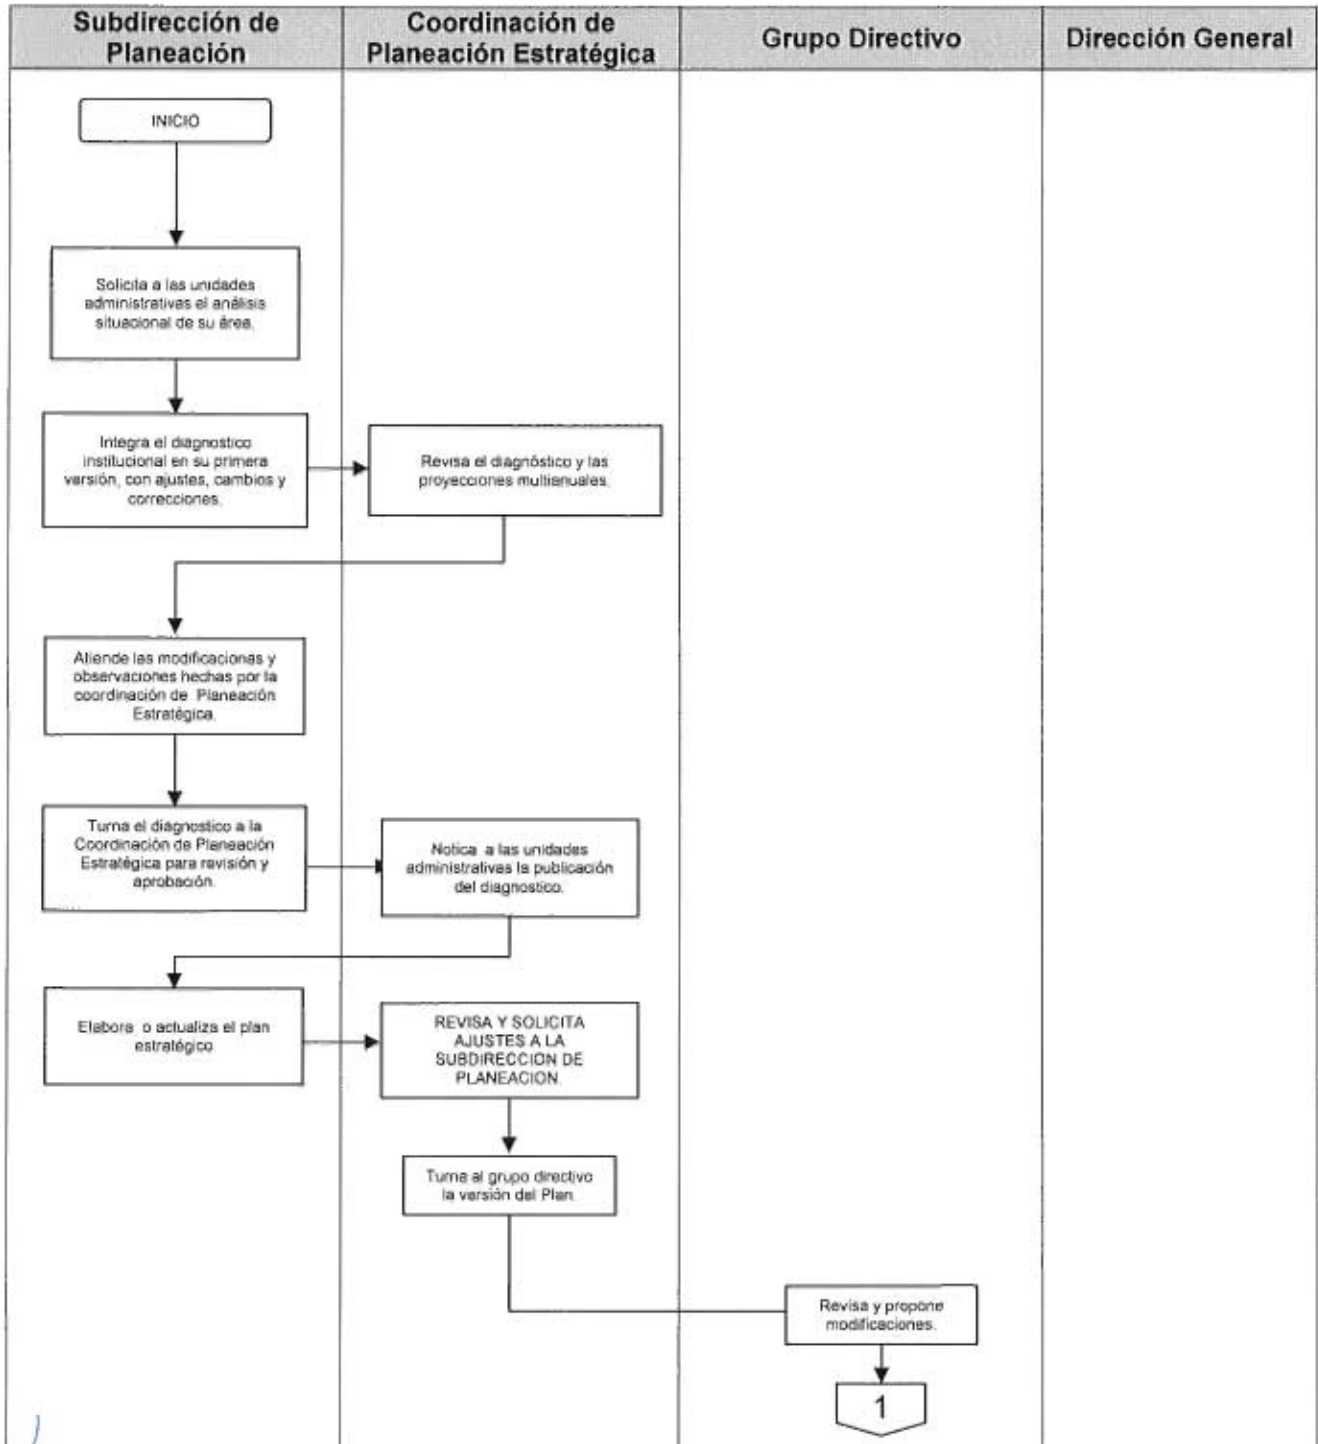 Subdirección de
Planeación
Coordinación de
Planeación Estratégica
Grupo Directivo
Dirección General
INICIO
Solicita a las unidades
administrativas el análisis
situacional de su área.
Integra el diagnostico
institucional en su primera
versión, con ajustes, cambios y
correcciones.
Revisa el diagnóstico y las
proyecciones multianuales.
Atiende las modificaciones y
observaciones hechas por la
coordinación de Planeación
Estratégica.
Turna el diagnostico a la
Coordinación de Planeación
Estratégica para revisión y
aprobación.
Notica a las unidades
administrativas la publicación
del diagnostico.
Elabora o actualiza el plan
estratégico
REVISA Y SOLICITA
AJUSTES A LA
SUBDIRECCION DE
PLANEACION.
Turna al grupo directivo
la versión del Plan.
Revisa y propone
modificaciones.
1